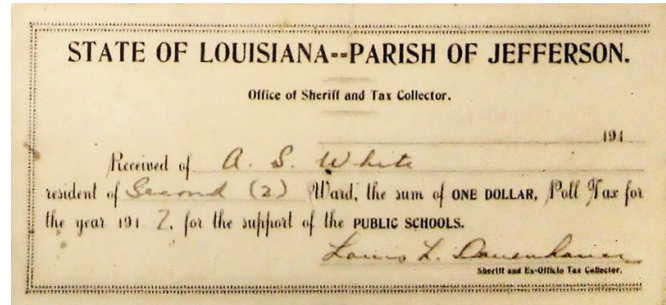 STATE OF LOUISIANA--PARISH OF JEFFERSON.
Office of Sheriff and Tax Collector.
191
Received of A. S. White
resident of Second (2) Ward, the sum of ONE DOLLAR, Poll Tax for
the year 1917, for the support of the PUBLIC SCHOOLS.
Louis L.
Sheriff and Ex-Officio Tax Collector.